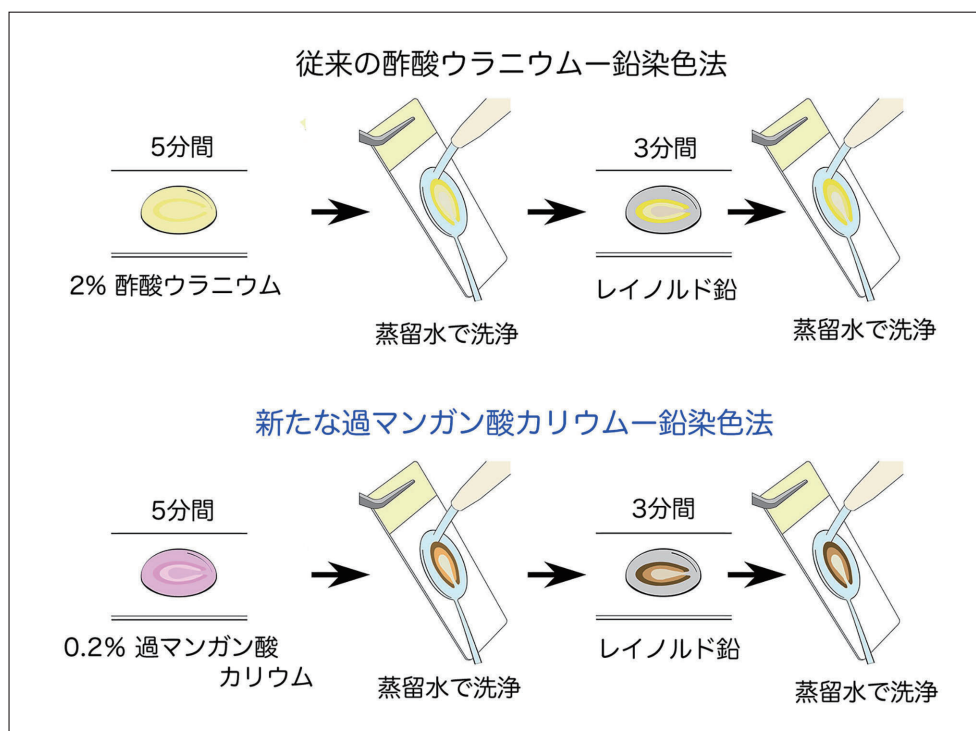 従来の酢酸ウラニウムー鉛染色法
5分間
3分間
2% 酢酸ウラニウム
レイノルド鉛
蒸留水で洗浄
蒸留水で洗浄
新たな過マンガン酸カリウムー鉛染色法
5分間
3分間
0.2% 過マンガン酸
カリウム
レイノルド鉛
蒸留水で洗浄
蒸留水で洗浄